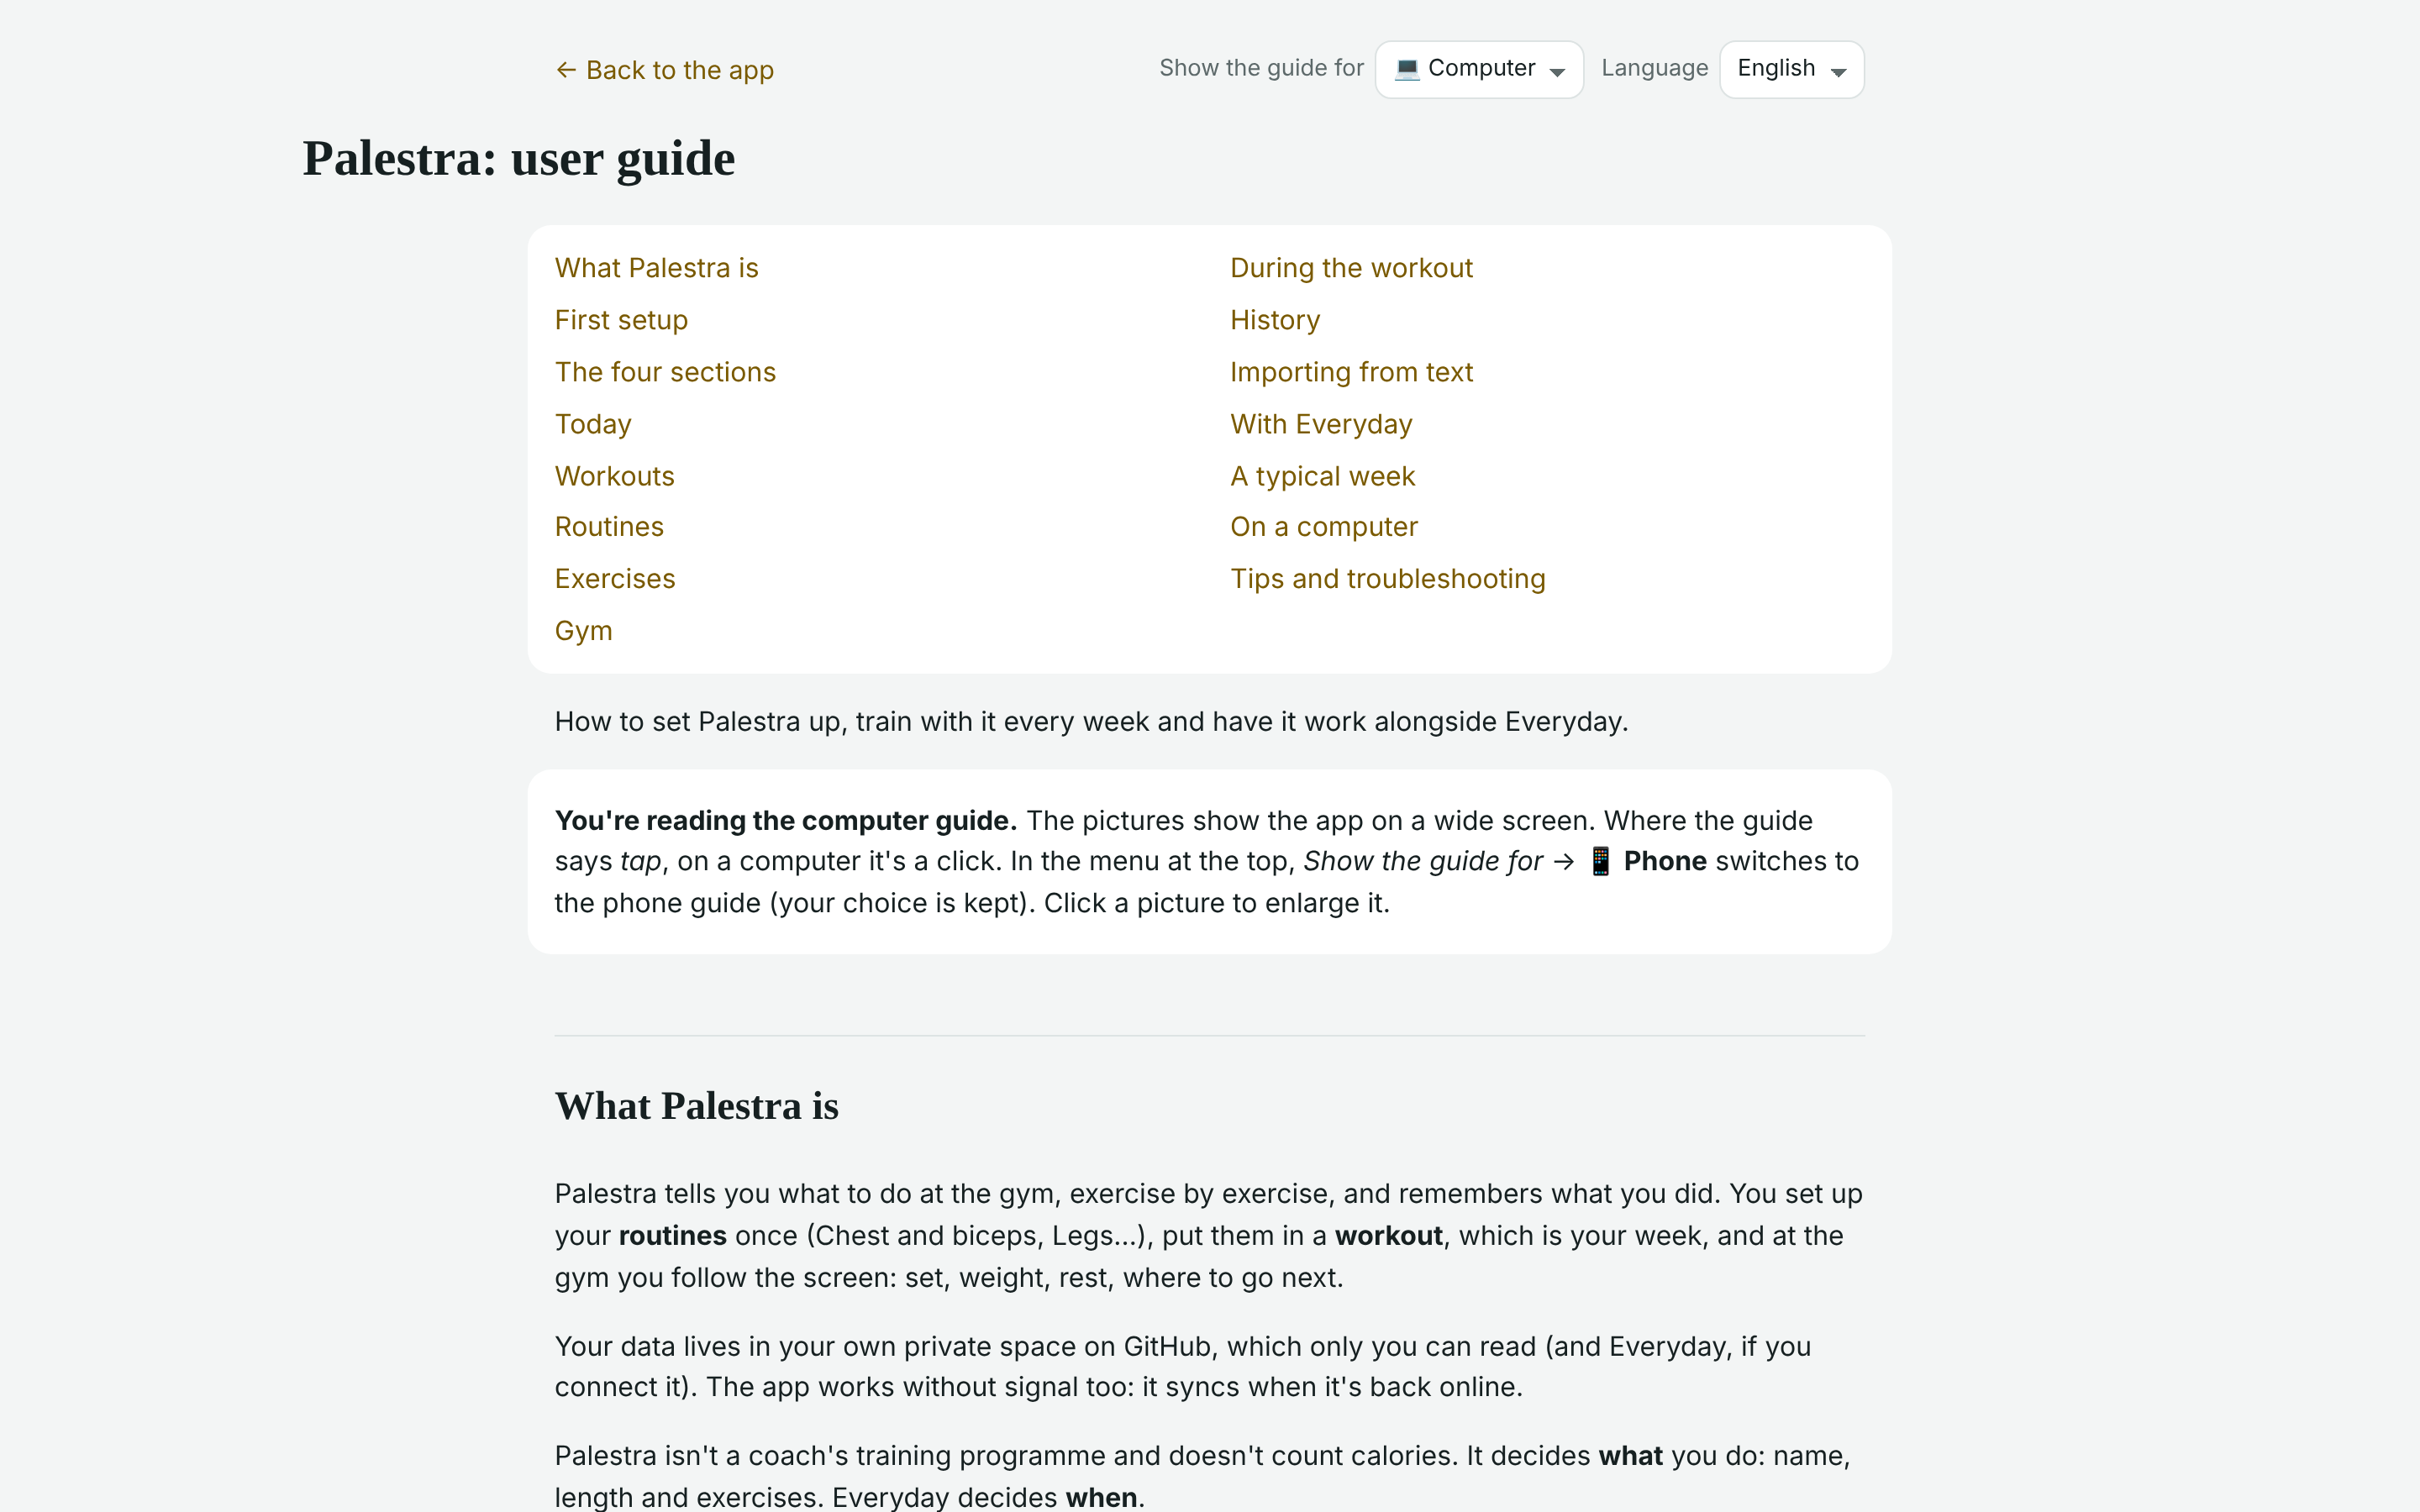 ← Back to the app
Show the guide for 💻 Computer Language English
Palestra: user guide
What Palestra is
First setup
The four sections
Today
Workouts
Routines
Exercises
Gym
During the workout
History
Importing from text
With Everyday
A typical week
On a computer
Tips and troubleshooting
How to set Palestra up, train with it every week and have it work alongside Everyday.
You're reading the computer guide. The pictures show the app on a wide screen. Where the guide
says tap, on a computer it's a click. In the menu at the top, Show the guide for → 📱 Phone switches to
the phone guide (your choice is kept). Click a picture to enlarge it.
What Palestra is
Palestra tells you what to do at the gym, exercise by exercise, and remembers what you did. You set up
your routines once (Chest and biceps, Legs…), put them in a workout, which is your week, and at the
gym you follow the screen: set, weight, rest, where to go next.
Your data lives in your own private space on GitHub, which only you can read (and Everyday, if you
connect it). The app works without signal too: it syncs when it's back online.
Palestra isn't a coach's training programme and doesn't count calories. It decides what you do: name,
length and exercises. Everyday decides when.